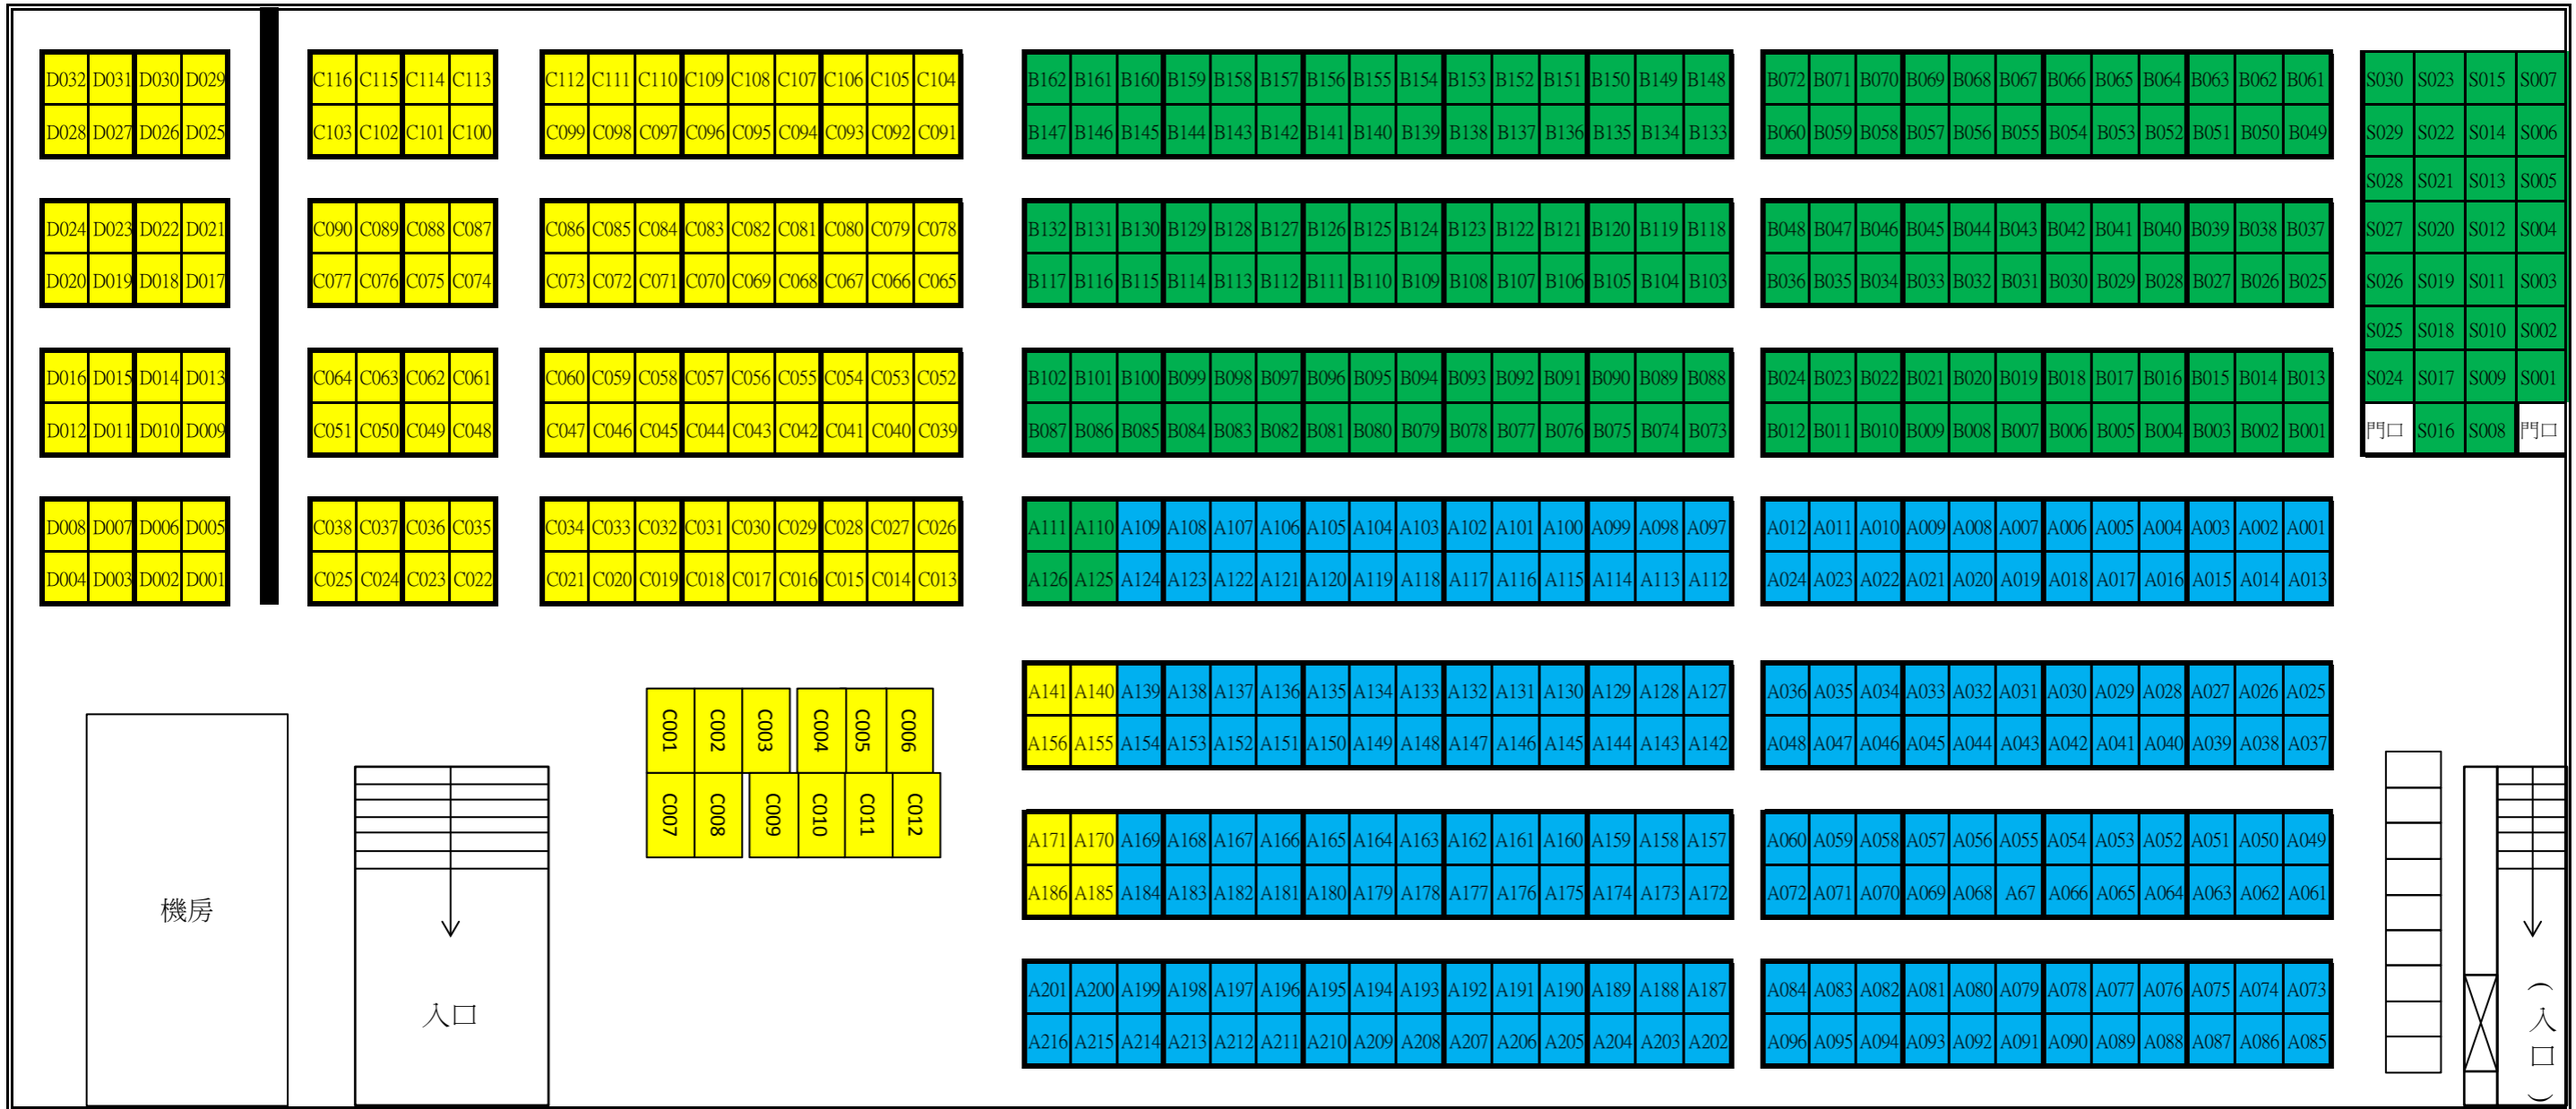 D032 D031 D030 D029 C116 C115 C114 C113 C112 C111 C110 C109 C108 C107 C106 C105 C104 B162 B161 B160 B159 B158 B157 B156 B155 B154 B153 B152 B151 B150 B149 B148 B072 B071 B070 B069 B068 B067 B066 B065 B064 B063 B062 B061 S030 S023 S015 S007
D028 D027 D026 D025 C103 C102 C101 C100 C099 C098 C097 C096 C095 C094 C093 C092 C091 B147 B146 B145 B144 B143 B142 B141 B140 B139 B138 B137 B136 B135 B134 B133 B060 B059 B058 B057 B056 B055 B054 B053 B052 B051 B050 B049 S029 S022 S014 S006
S028 S021 S013 S005
D024 D023 D022 D021 C090 C089 C088 C087 C086 C085 C084 C083 C082 C081 C080 C079 C078 B132 B131 B130 B129 B128 B127 B126 B125 B124 B123 B122 B121 B120 B119 B118 B048 B047 B046 B045 B044 B043 B042 B041 B040 B039 B038 B037 S027 S020 S012 S004
D020 D019 D018 D017 C077 C076 C075 C074 C073 C072 C071 C070 C069 C068 C067 C066 C065 B117 B116 B115 B114 B113 B112 B111 B110 B109 B108 B107 B106 B105 B104 B103 B036 B035 B034 B033 B032 B031 B030 B029 B028 B027 B026 B025 S026 S019 S011 S003
S025 S018 S010 S002
D016 D015 D014 D013 C064 C063 C062 C061 C060 C059 C058 C057 C056 C055 C054 C053 C052 B102 B101 B100 B099 B098 B097 B096 B095 B094 B093 B092 B091 B090 B089 B088 B024 B023 B022 B021 B020 B019 B018 B017 B016 B015 B014 B013 S024 S017 S009 S001
D012 D011 D010 D009 C051 C050 C049 C048 C047 C046 C045 C044 C043 C042 C041 C040 C039 B087 B086 B085 B084 B083 B082 B081 B080 B079 B078 B077 B076 B075 B074 B073 B012 B011 B010 B009 B008 B007 B006 B005 B004 B003 B002 B001 門口 S016 S008 門口
D008 D007 D006 D005 C038 C037 C036 C035 C034 C033 C032 C031 C030 C029 C028 C027 C026 A111 A110 A109 A108 A107 A106 A105 A104 A103 A102 A101 A100 A099 A098 A097 A012 A011 A010 A009 A008 A007 A006 A005 A004 A003 A002 A001
D004 D003 D002 D001 C025 C024 C023 C022 C021 C020 C019 C018 C017 C016 C015 C014 C013 A126 A125 A124 A123 A122 A121 A120 A119 A118 A117 A116 A115 A114 A113 A112 A024 A023 A022 A021 A020 A019 A018 A017 A016 A015 A014 A013
A141 A140 A139 A138 A137 A136 A135 A134 A133 A132 A131 A130 A129 A128 A127 A036 A035 A034 A033 A032 A031 A030 A029 A028 A027 A026 A025
C001 C002 C003 C004 C005 C006
A156 A155 A154 A153 A152 A151 A150 A149 A148 A147 A146 A145 A144 A143 A142 A048 A047 A046 A045 A044 A043 A042 A041 A040 A039 A038 A037
C007 C008 C009 C010 C011 C012
A171 A170 A169 A168 A167 A166 A165 A164 A163 A162 A161 A160 A159 A158 A157 A060 A059 A058 A057 A056 A055 A054 A053 A052 A051 A050 A049
A186 A185 A184 A183 A182 A181 A180 A179 A178 A177 A176 A175 A174 A173 A172 A072 A071 A070 A069 A068 A67 A066 A065 A064 A063 A062 A061
機房
A201 A200 A199 A198 A197 A196 A195 A194 A193 A192 A191 A190 A189 A188 A187 A084 A083 A082 A081 A080 A079 A078 A077 A076 A075 A074 A073
入口
A216 A215 A214 A213 A212 A211 A210 A209 A208 A207 A206 A205 A204 A203 A202 A096 A095 A094 A093 A092 A091 A090 A089 A088 A087 A086 A085
(入口)